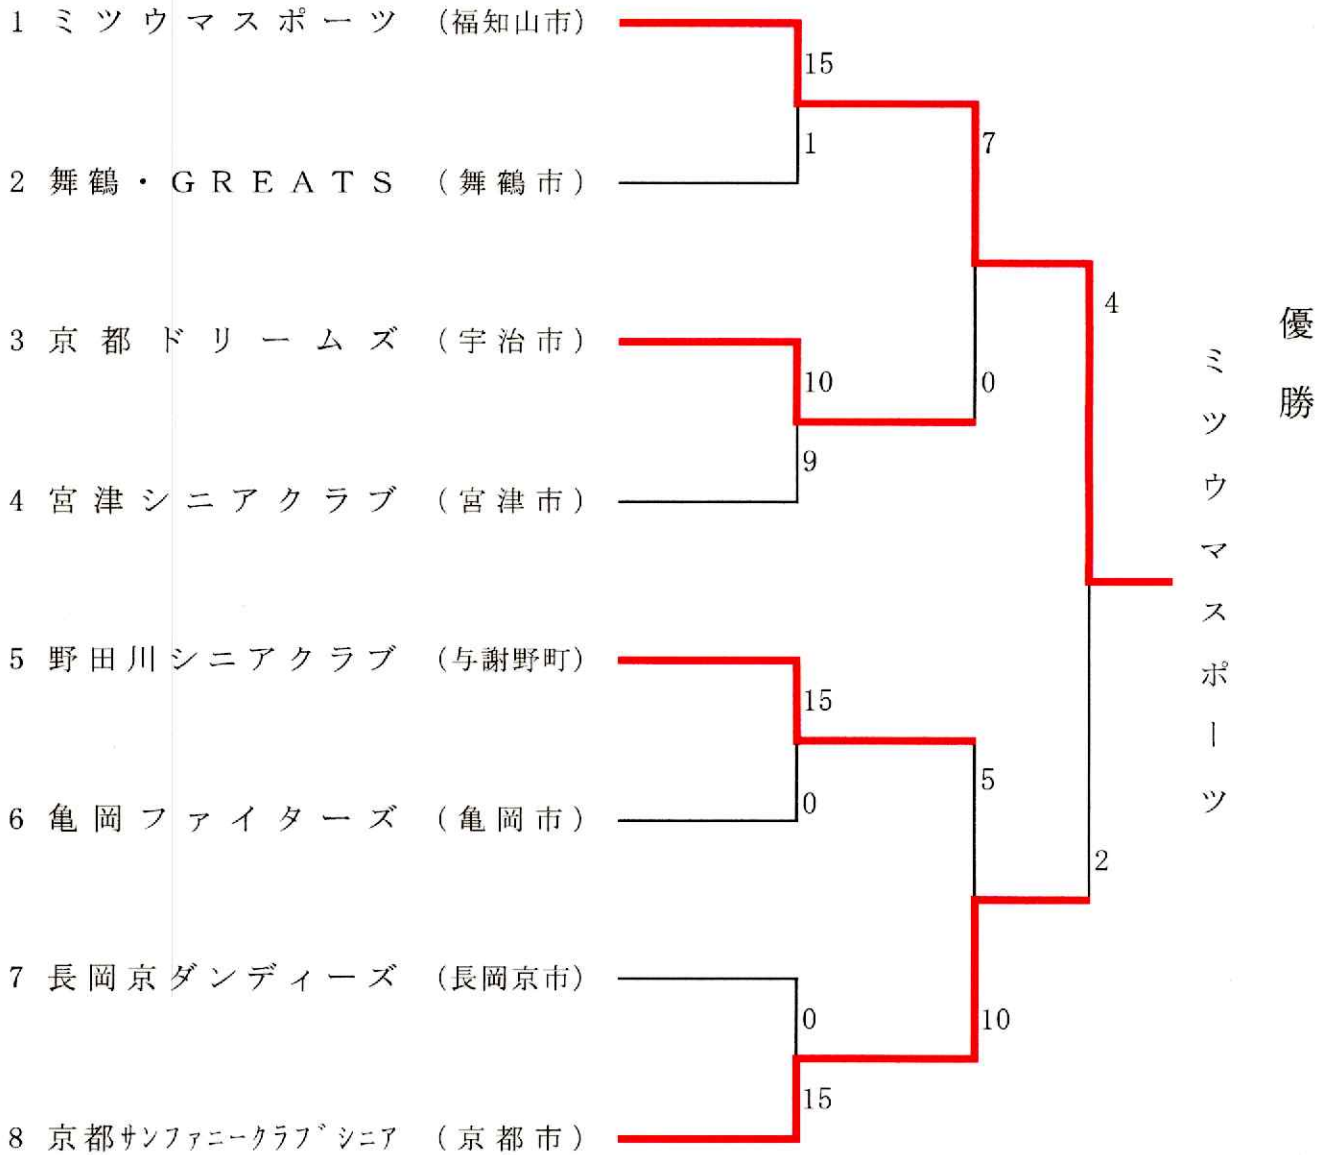 1 ミツウマスポーツ (福知山市)
15
1
7
2 舞鶴・GREATS (舞鶴市)
4
優勝
3 京都ドリームズ (宇治市)
10
0
ミツウマスポーツ
9
4 宮津シニアクラブ (宮津市)
5 野田川シニアクラブ (与謝野町)
15
5
0
6 亀岡ファイターズ (亀岡市)
2
7 長岡京ダンディーズ (長岡京市)
0
10
15
8 京都サンファニークラブシニア (京都市)